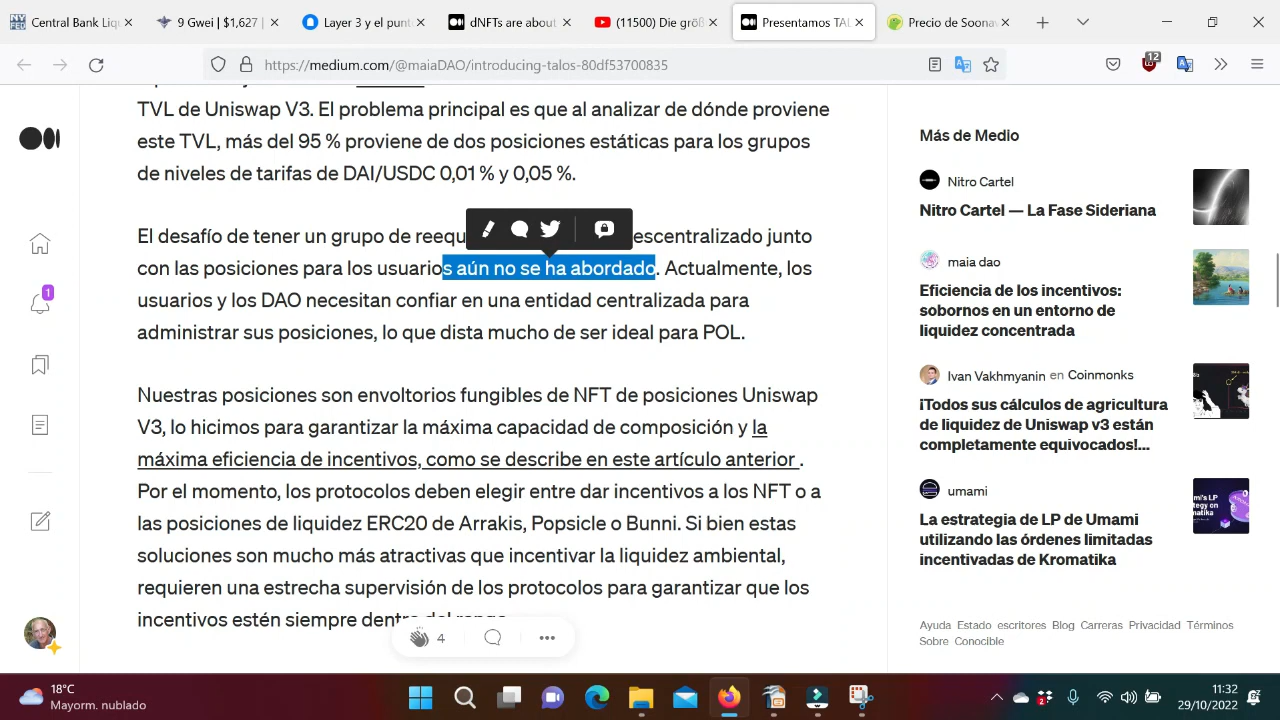 Central Bank Liq
9 Gwei | $1,627 /
Layer 3 y el punt
dNFTs are about
(11500) Die größ
Presentamos TAL
Precio de Soona
https://medium.com/@maiaDAO/introducing-talos-80df53700835
12
TVL de Uniswap V3. El problema principal es que al analizar de dónde proviene
este TVL, más del 95 % proviene de dos posiciones estáticas para los grupos
de niveles de tarifas de DAI/USDC 0,01 % y 0,05 %.
El desafío de tener un grupo de reequ
escentralizado junto
con las posiciones para los usuarios aún no se ha abordado. Actualmente, los
usuarios y los DAO necesitan confiar en una entidad centralizada para
administrar sus posiciones, lo que dista mucho de ser ideal para POL.
Nuestras posiciones son envoltorios fungibles de NFT de posiciones Uniswap
V3, lo hicimos para garantizar la máxima capacidad de composición y la
máxima eficiencia de incentivos, como se describe en este artículo anterior .
Por el momento, los protocolos deben elegir entre dar incentivos a los NFT o a
las posiciones de liquidez ERC20 de Arrakis, Popsicle o Bunni. Si bien estas
soluciones son mucho más atractivas que incentivar la liquidez ambiental,
requieren una estrecha supervisión de los protocolos para garantizar que los
incentivos estén siempre dentro del rango.
4
1
Más de Medio
Nitro Cartel
Nitro Cartel — La Fase Sideriana
maia dao
Eficiencia de los incentivos:
sobornos en un entorno de
liquidez concentrada
Ivan Vakhmyanin en Coinmonks
¡Todos sus cálculos de agricultura
de liquidez de Uniswap v3 están
completamente equivocados!...
umami
La estrategia de LP de Umami
utilizando las órdenes limitadas
incentivadas de Kromatika
Ayuda Estado escritores Blog Carreras Privacidad Términos
Sobre Conocible
18°C
Mayorm. nublado
2
11:32
29/10/2022